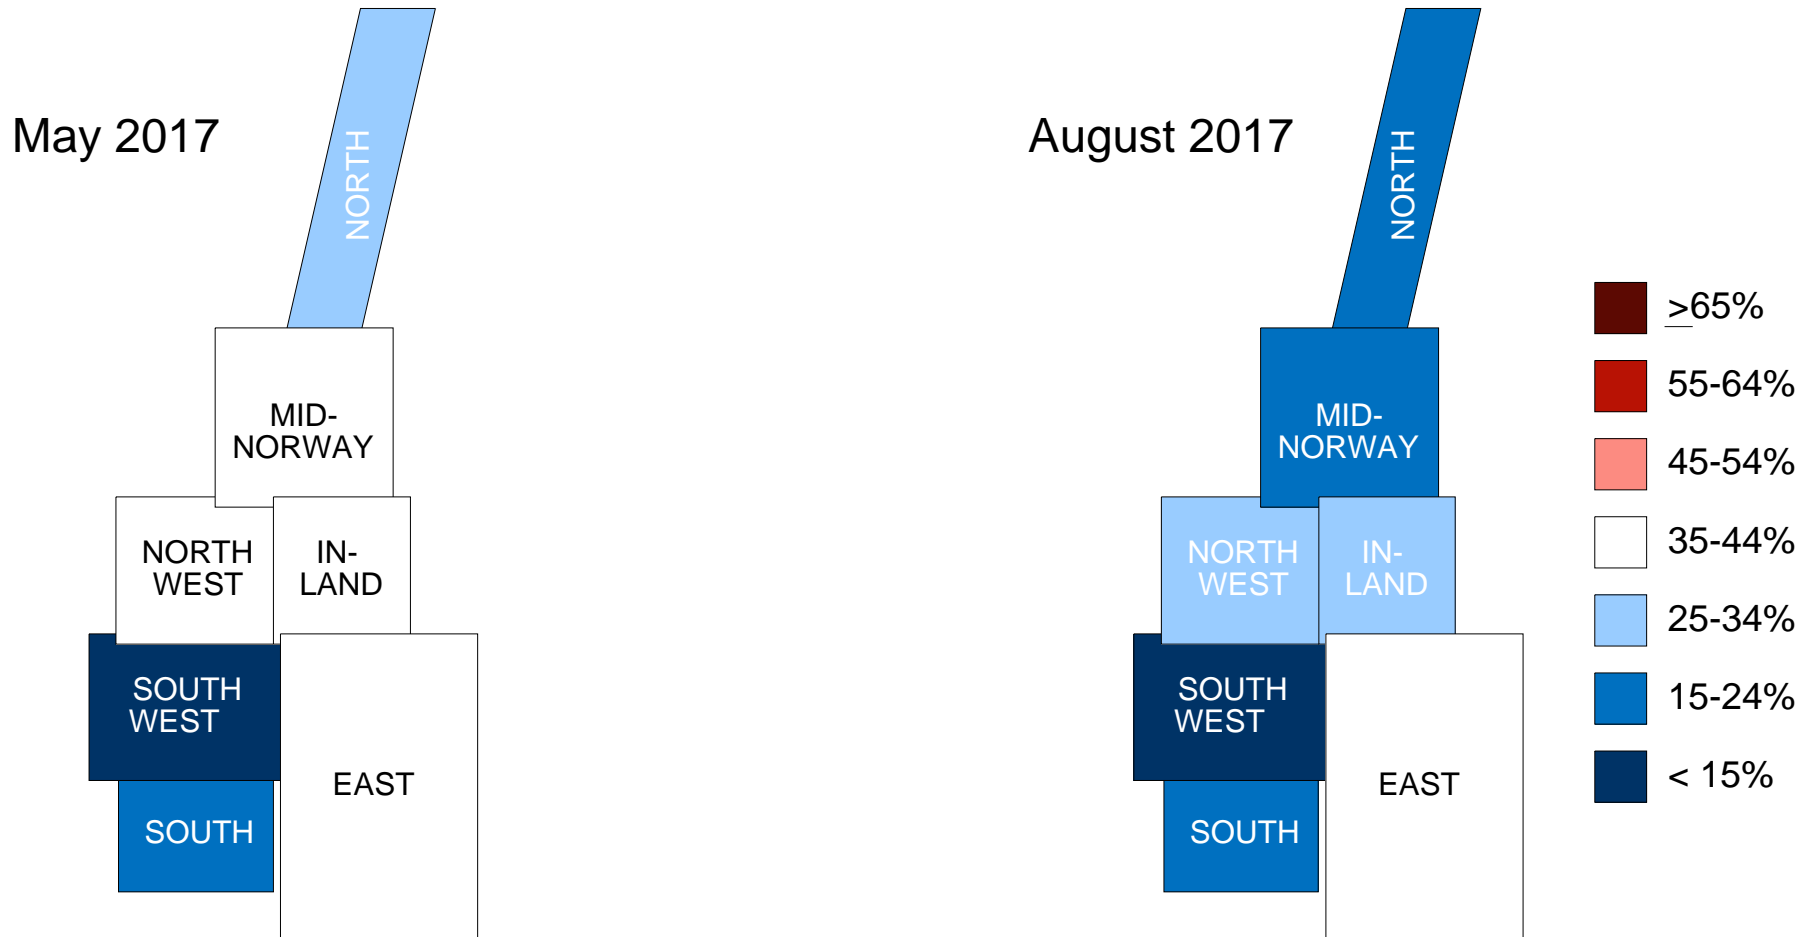 May 2017
NORTH
MID-
NORWAY
NORTH
WEST
IN-
LAND
SOUTH
WEST
EAST
SOUTH
August 2017
NORTH
MID-
NORWAY
NORTH
WEST
IN-
LAND
SOUTH
WEST
EAST
SOUTH
>65%
55-64%
45-54%
35-44%
25-34%
15-24%
< 15%